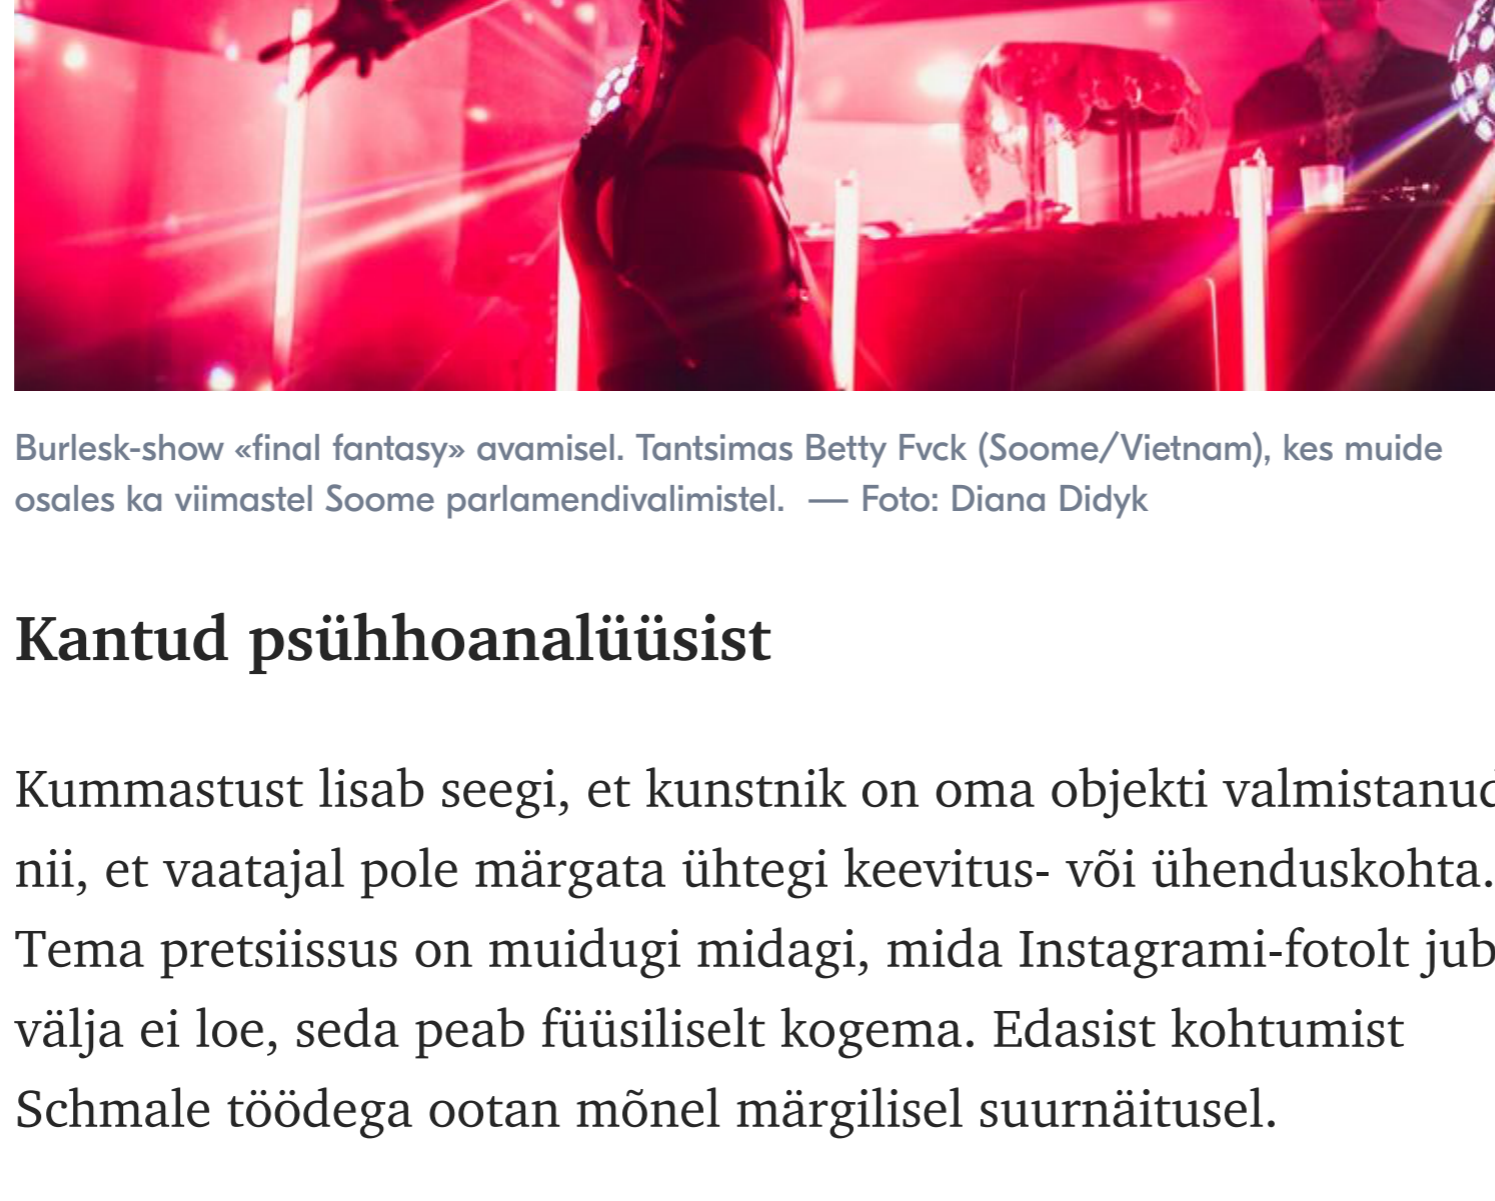 Burlesk-show «final fantasy» avamisel. Tantsimas Betty Fvck (Soome/Vietnam), kes muide
osales ka viimastel Soome parlamendivalimistel. — Foto: Diana Didyk
Kantud psühhoanalüüsist
Kummastust lisab seegi, et kunstnik on oma objekti valmistanud
nii, et vaatajal pole märgata ühtegi keevitus- või ühenduskohta.
Tema pretsiissus on muidugi midagi, mida Instagrami-fotolt jub
välja ei loe, seda peab füüsiliselt kogema. Edasist kohtumist
Schmale töödega ootan mõnel märgilisel suurnäitusel.